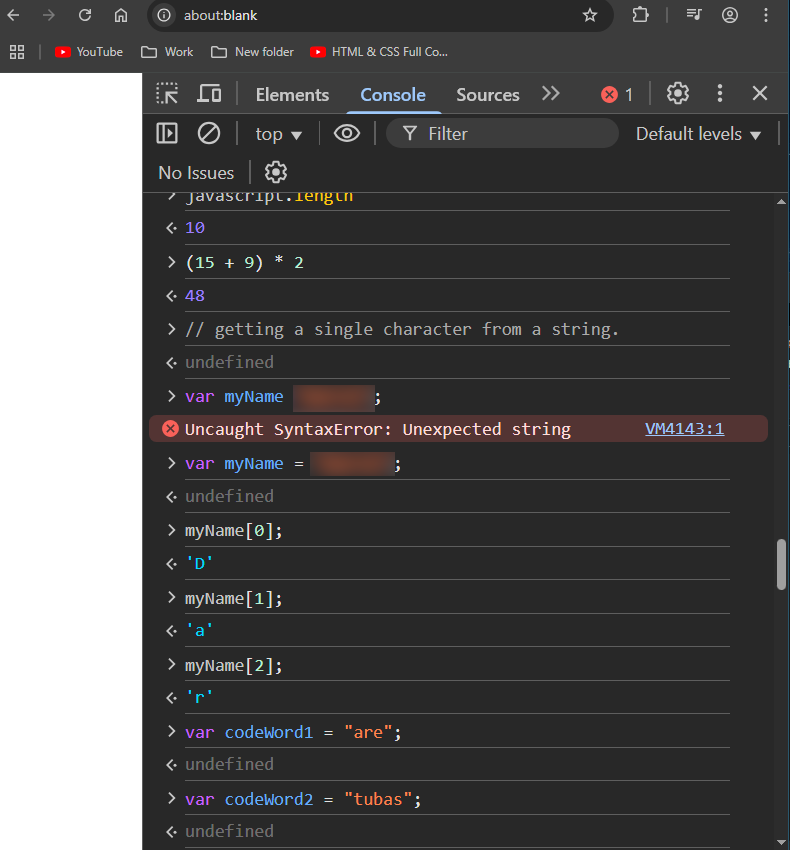 about:blank
YouTube Work New folder HTML & CSS Full Co...
Elements Console Sources 1
top Filter Default levels
No Issues
javascript.length
10
(15 + 9) * 2
48
// getting a single character from a string.
undefined
var myName ;
Uncaught SyntaxError: Unexpected string VM4143:1
var myName = ;
undefined
myName[0];
'D'
myName[1];
'a'
myName[2];
'r'
var codeWord1 = "are";
undefined
var codeWord2 = "tubas";
undefined